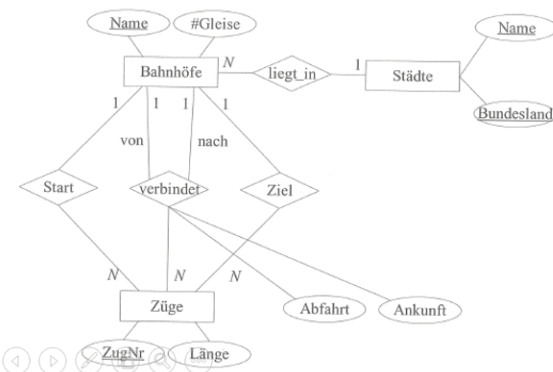 Name
#Gleise
Name
Bahnhöfe
N
liegt_in
1
Städte
Bundesland
1
1
1
1
von
nach
Start
verbindet
Ziel
N
N
N
Züge
Abfahrt
Ankunft
ZugNr
Länge